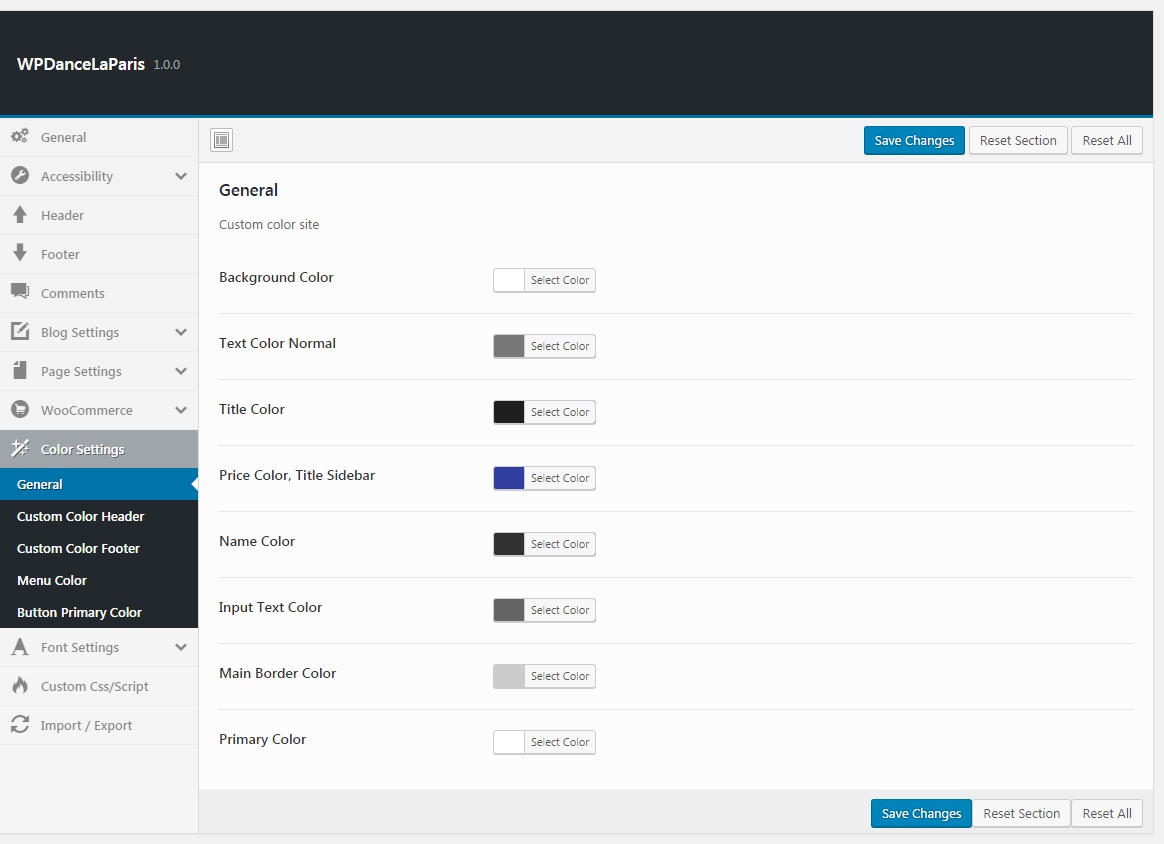 WPDanceLaParis 1.0.0
General
Accessibility
Header
Footer
Comments
Blog Settings
Page Settings
WooCommerce
Color Settings
General
Custom Color Header
Custom Color Footer
Menu Color
Button Primary Color
Font Settings
Custom Css/Script
Import / Export
Save Changes Reset Section Reset All
General
Custom color site
Background Color Select Color
Text Color Normal Select Color
Title Color Select Color
Price Color, Title Sidebar Select Color
Name Color Select Color
Input Text Color Select Color
Main Border Color Select Color
Primary Color Select Color
Save Changes Reset Section Reset All